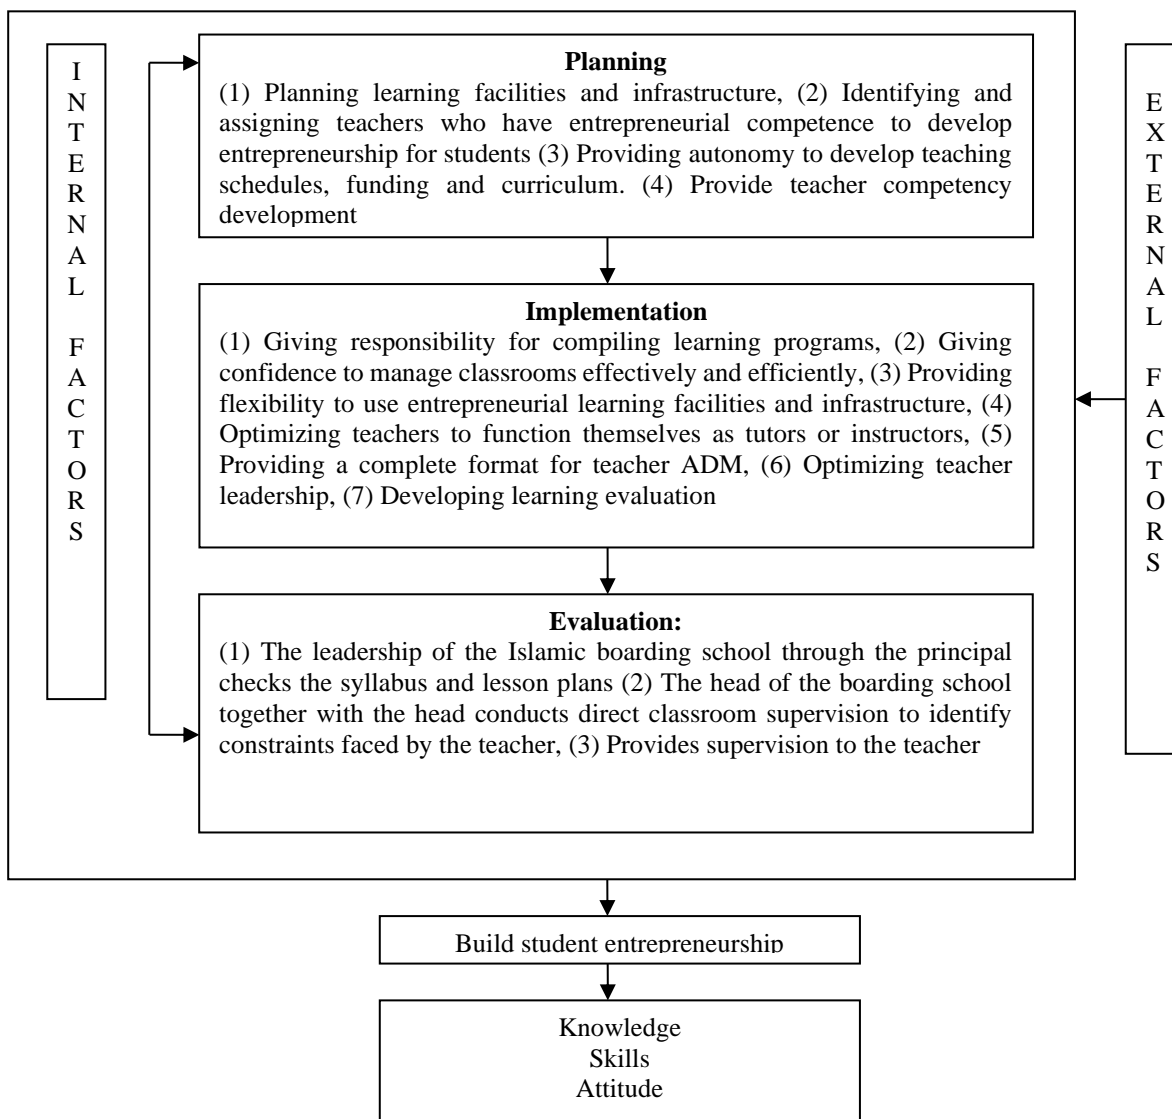 INTERNAL FACTORS
Planning
(1) Planning learning facilities and infrastructure, (2) Identifying and
assigning teachers who have entrepreneurial competence to develop
entrepreneurship for students (3) Providing autonomy to develop teaching
schedules, funding and curriculum. (4) Provide teacher competency
development
Implementation
(1) Giving responsibility for compiling learning programs, (2) Giving
confidence to manage classrooms effectively and efficiently, (3) Providing
flexibility to use entrepreneurial learning facilities and infrastructure, (4)
Optimizing teachers to function themselves as tutors or instructors, (5)
Providing a complete format for teacher ADM, (6) Optimizing teacher
leadership, (7) Developing learning evaluation
Evaluation:
(1) The leadership of the Islamic boarding school through the principal
checks the syllabus and lesson plans (2) The head of the boarding school
together with the head conducts direct classroom supervision to identify
constraints faced by the teacher, (3) Provides supervision to the teacher
EXTERNAL FACTORS
Build student entrepreneurship
Knowledge
Skills
Attitude